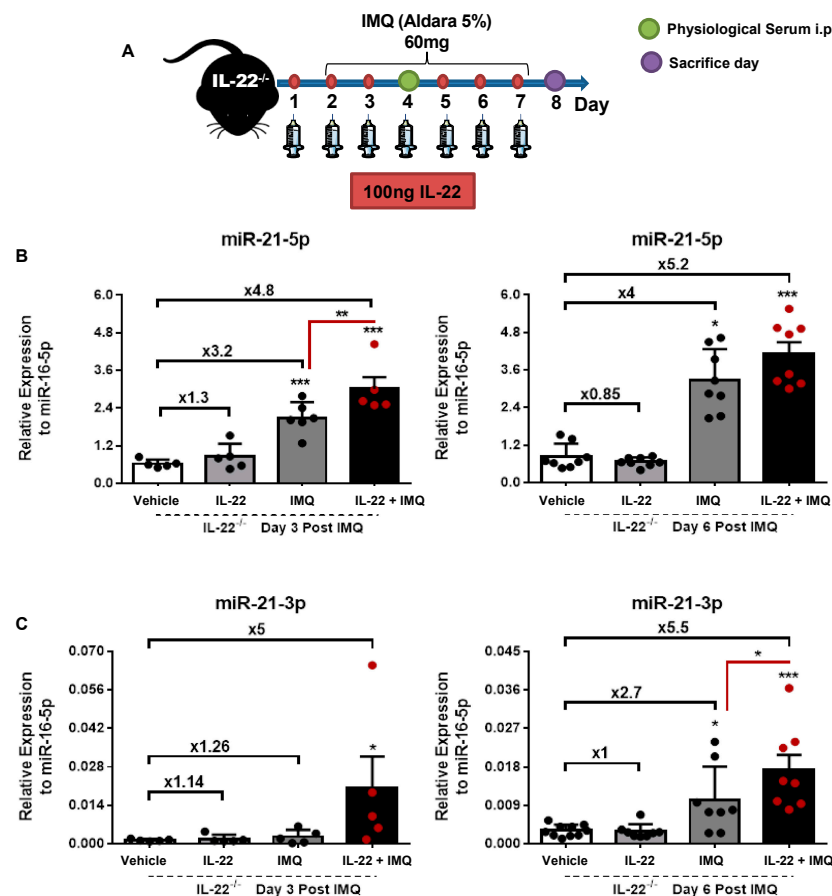 A
IMQ (Aldara 5%)
60mg
Physiological Serum i.p
Sacrifice day
IL-22-/-
1 2 3 4 5 6 7 8 Day
100ng IL-22
B
miR-21-5p
Relative Expression
to miR-16-5p
6.0
4.8
3.6
2.4
1.2
0.0
x4.8
**
***
x3.2
***
x1.3
Vehicle IL-22 IMQ IL-22 + IMQ
IL-22-/- Day 3 Post IMQ
miR-21-5p
Relative Expression
to miR-16-5p
6.0
4.8
3.6
2.4
1.2
0.0
x5.2
***
x4
*
x0.85
Vehicle IL-22 IMQ IL-22 + IMQ
IL-22-/- Day 6 Post IMQ
C
miR-21-3p
Relative Expression
to miR-16-5p
0.070
0.056
0.042
0.028
0.014
0.000
x5
*
x1.26
x1.14
Vehicle IL-22 IMQ IL-22 + IMQ
IL-22-/- Day 3 Post IMQ
miR-21-3p
Relative Expression
to miR-16-5p
0.045
0.036
0.027
0.018
0.009
0.000
x5.5
*
***
x2.7
*
x1
Vehicle IL-22 IMQ IL-22 + IMQ
IL-22-/- Day 6 Post IMQ